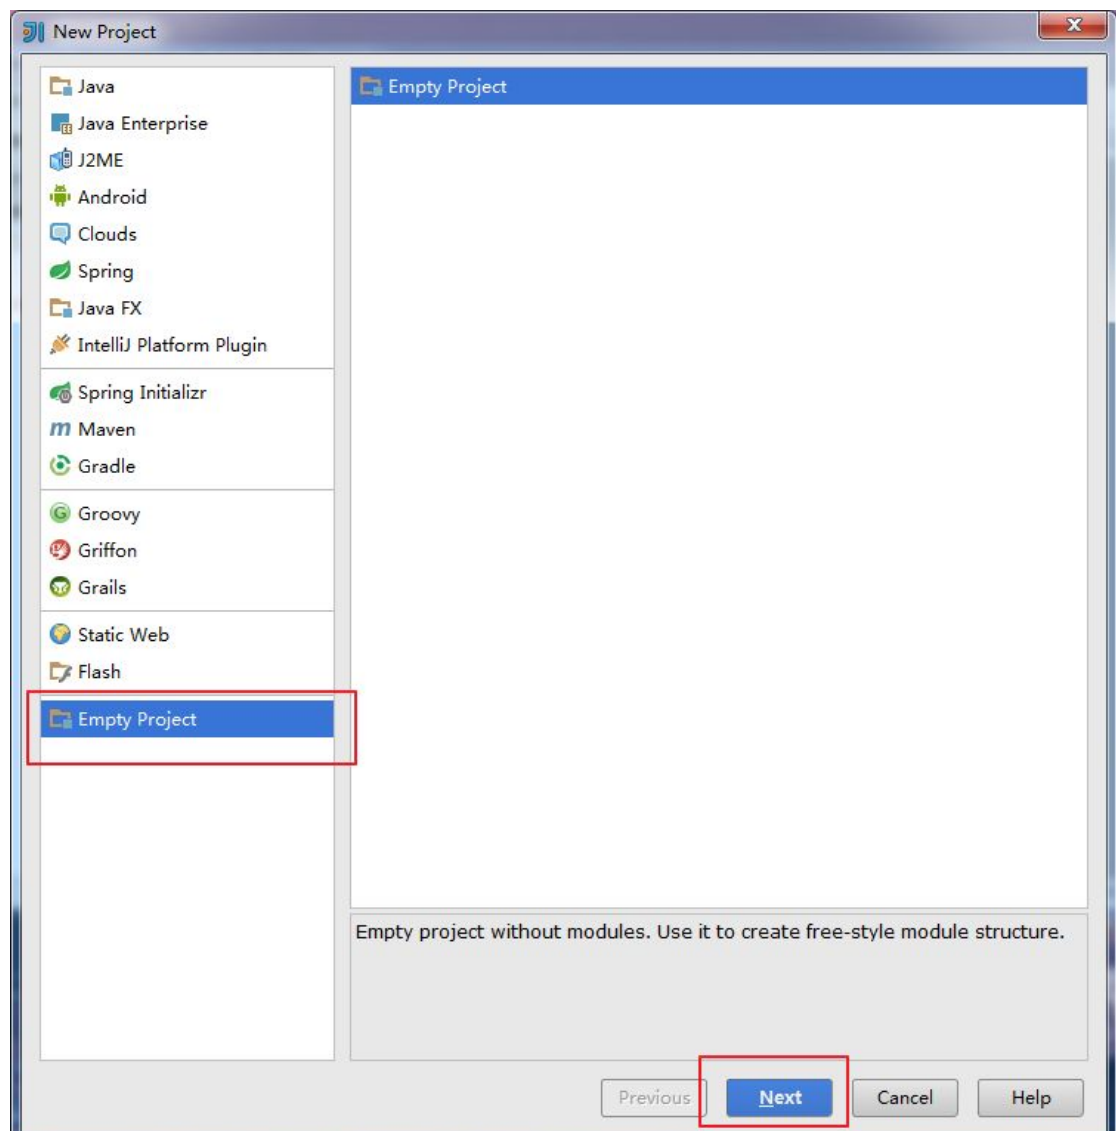 New Project
Java
Java Enterprise
J2ME
Android
Clouds
Spring
Java FX
IntelliJ Platform Plugin
Spring Initializr
Maven
Gradle
Groovy
Griffon
Grails
Static Web
Flash
Empty Project
Empty Project
Empty project without modules. Use it to create free-style module structure.
Previous Next Cancel Help